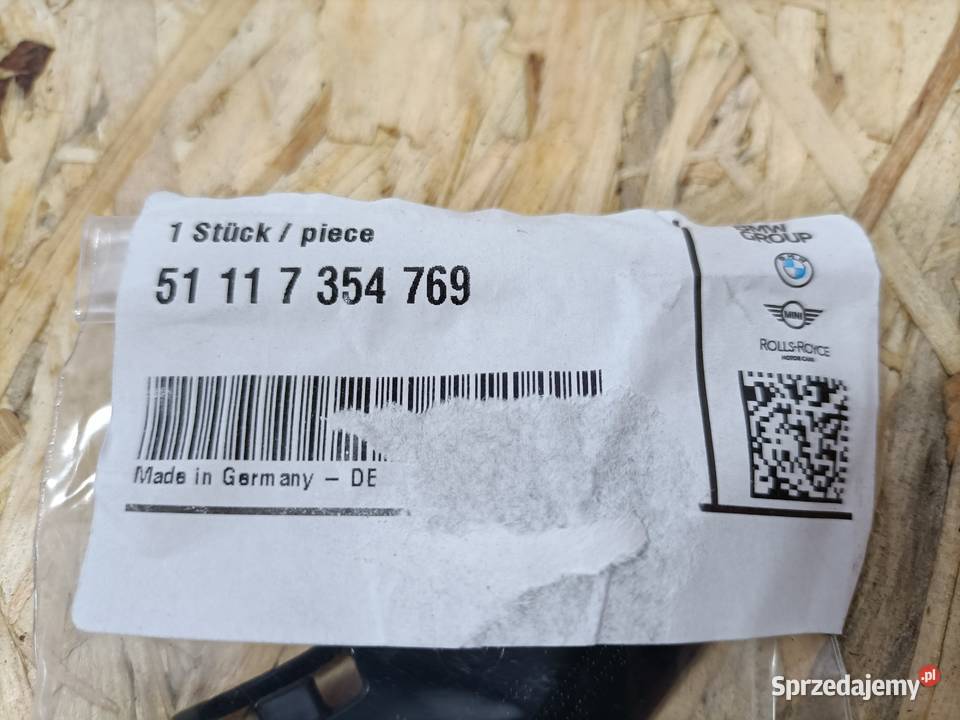 1 Stück / piece
51 11 7 354 769
Made in Germany – DE
BMW
GROUP
BMW
MINI
ROLLS-ROYCE
MOTOR CARS
Sprzedajemy.pl